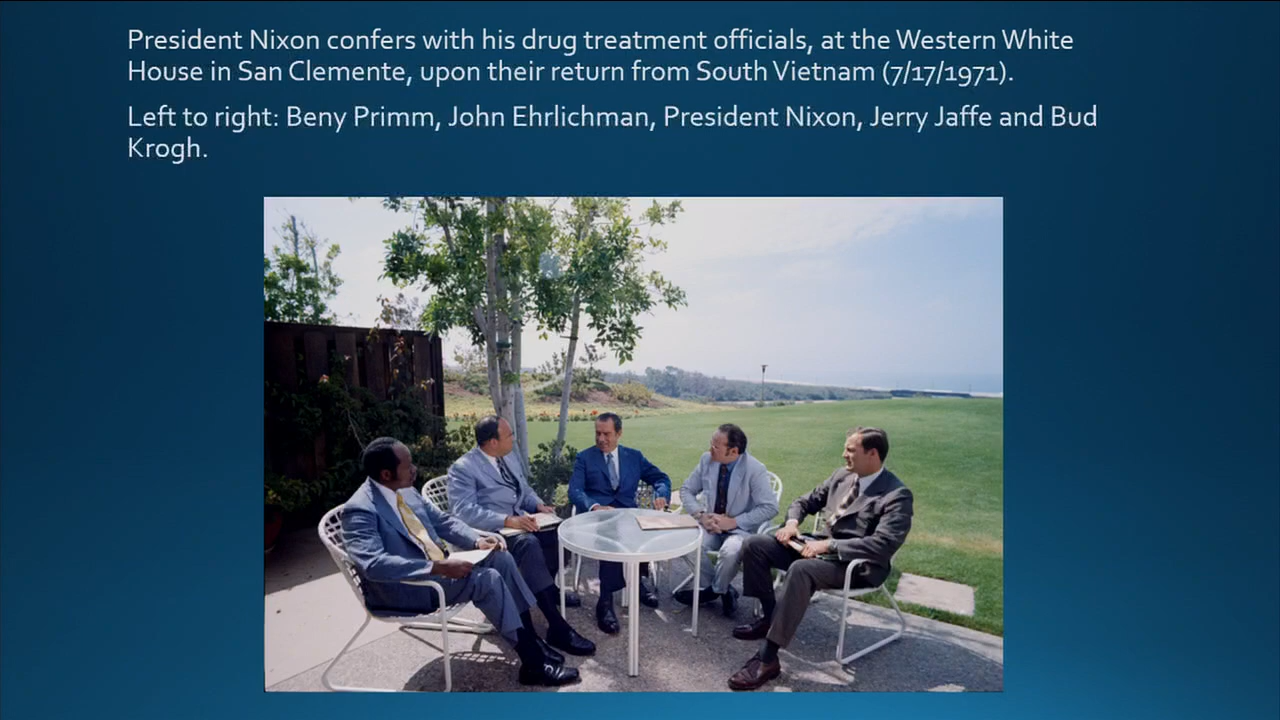 President Nixon confers with his drug treatment officials, at the Western White
House in San Clemente, upon their return from South Vietnam (7/17/1971).
Left to right: Beny Primm, John Ehrlichman, President Nixon, Jerry Jaffe and Bud
Krogh.